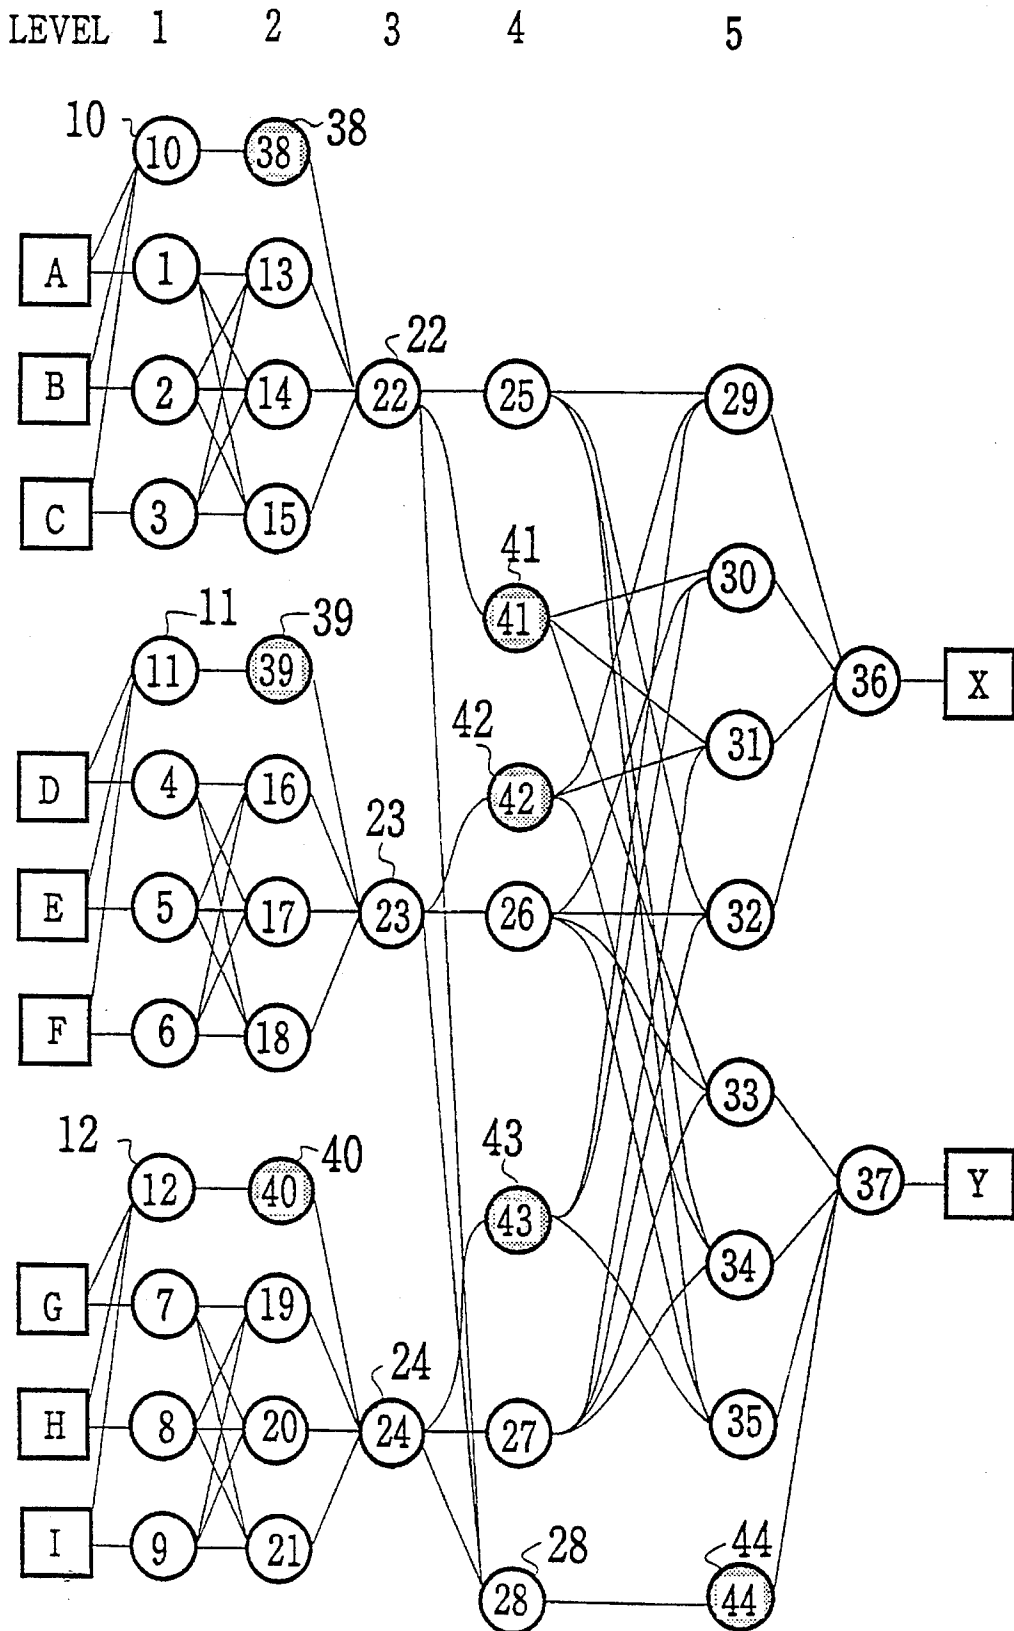 LEVEL 1 2 3 4 5
10 10 38 38
A 1 13
22
B 2 14 22 25 29
C 3 15
41
11 39 30
41
11 39
36 X
42 31
D 4 16 42
23
E 5 17 23 26 32
F 6 18
33
12 40 43
12 40 37 Y
43
34
G 7 19
24
H 8 20 24 27 35
I 9 21
28 44
28 44